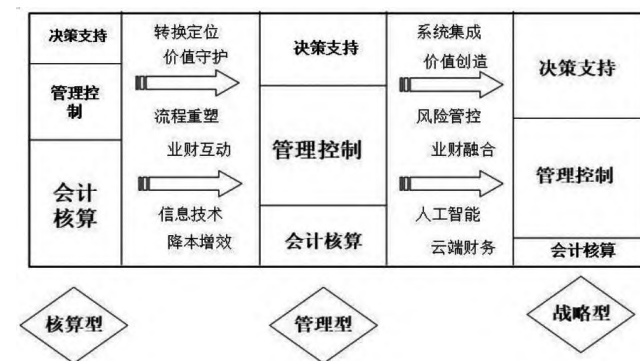 决策支持
管理控
制
会计
核算
转换定位
价值守护
流程重塑
业财互动
信息技术
降本增效
决策支持
管理控制
会计核算
系统集成
价值创造
风险管控
业财融合
人工智能
云端财务
决策支持
管理控制
会计核算
核算型
管理型
战略型